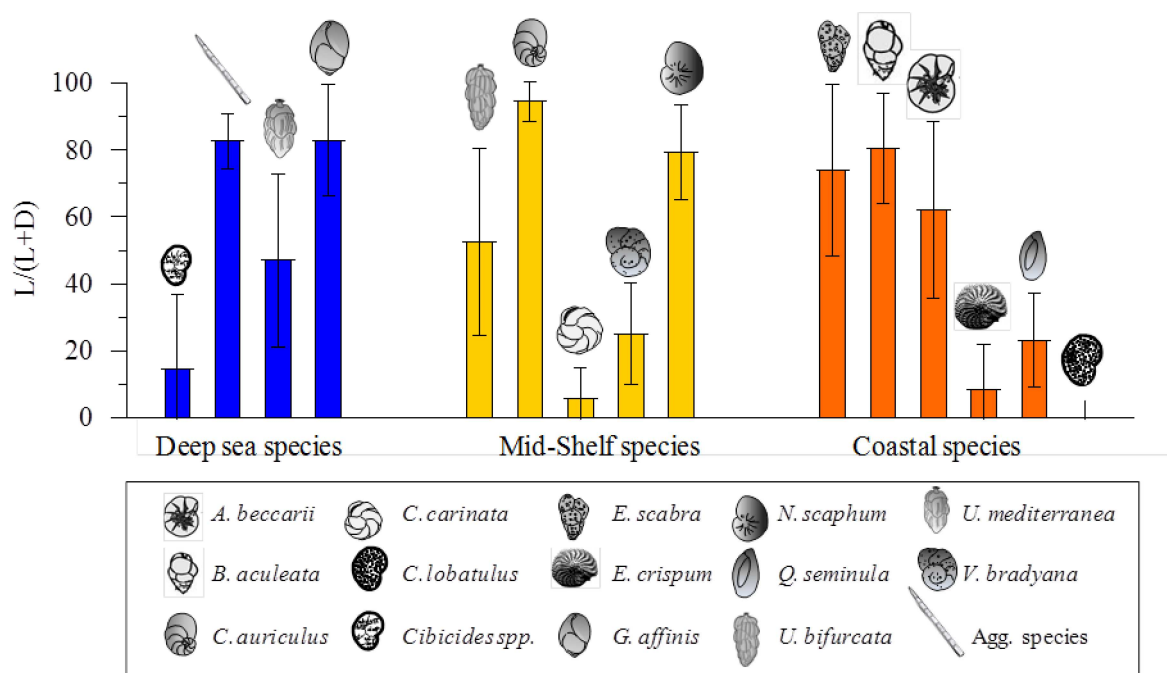 L/(L+D)
100
80
60
40
20
0
Deep sea species Mid-Shelf species Coastal species
A. beccarii C. carinata E. scabra N. scaphum U. mediterranea
B. aculeata C. lobatulus E. crispum Q. seminula V. bradyana
C. auriculus Cibicides spp. G. affinis U. bifurcata Agg. species